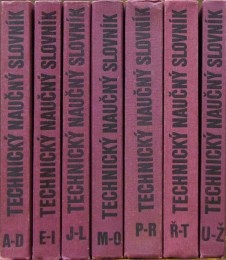 TECHNICKÝ NAUČNÝ SLOVNÍK
A-D
TECHNICKÝ NAUČNÝ SLOVNÍK
E-I
TECHNICKÝ NAUČNÝ SLOVNÍK
J-L
TECHNICKÝ NAUČNÝ SLOVNÍK
M-O
TECHNICKÝ NAUČNÝ SLOVNÍK
P-R
TECHNICKÝ NAUČNÝ SLOVNÍK
Ř-T
TECHNICKÝ NAUČNÝ SLOVNÍK
U-Ž